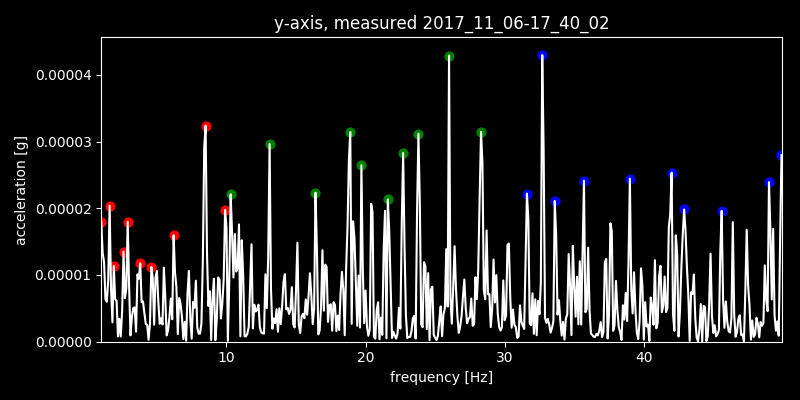 y-axis, measured 2017_11_06-17_40_02
0.00004
0.00003
0.00002
0.00001
0.00000
acceleration [g]
10 20 30 40
frequency [Hz]